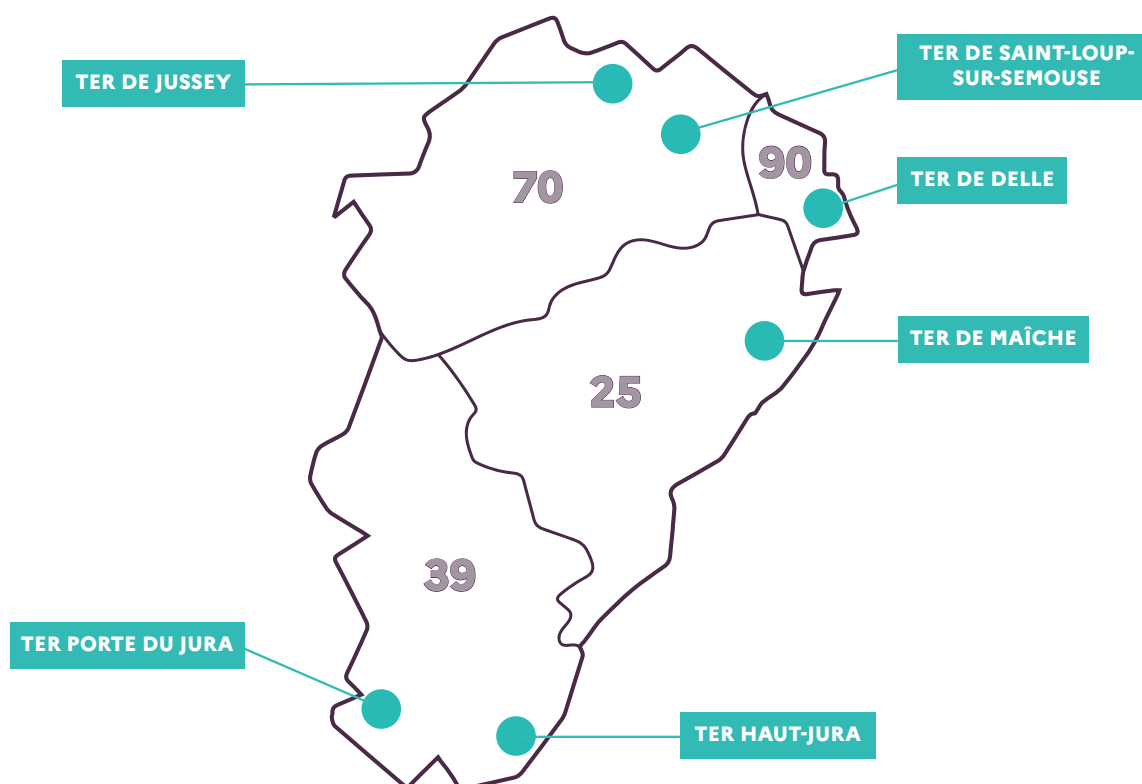 TER DE SAINT-LOUP-
SUR-SEMOUSE
TER DE JUSSEY
90
TER DE DELLE
70
TER DE MAÎCHE
25
39
TER PORTE DU JURA
TER HAUT-JURA